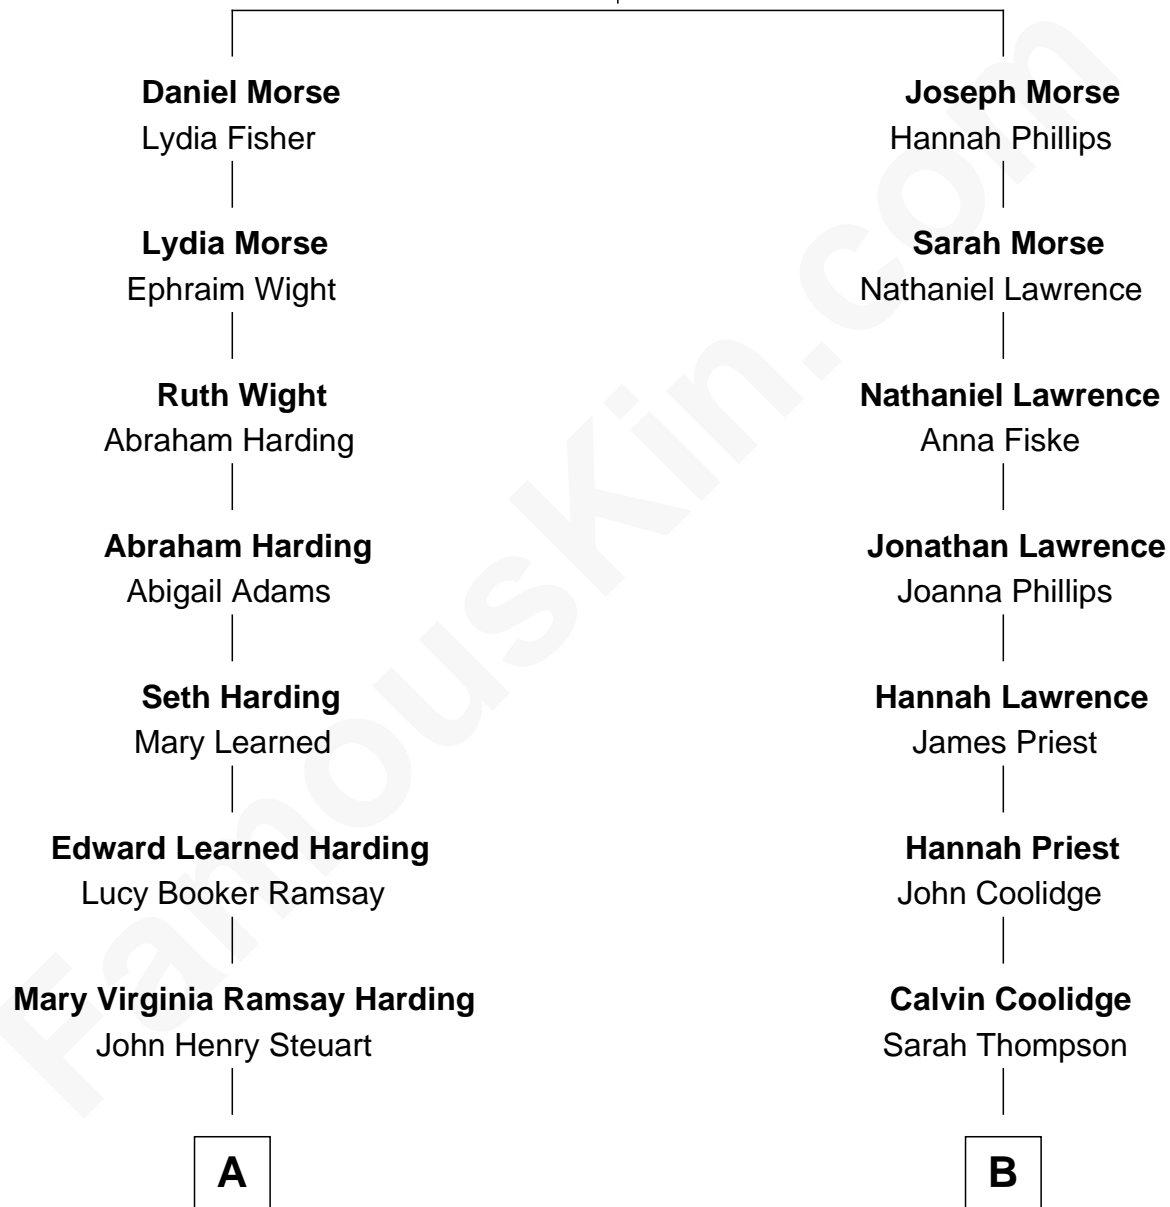 Daniel Morse
Lydia Fisher
Lydia Morse
Ephraim Wight
Ruth Wight
Abraham Harding
Abraham Harding
Abigail Adams
Seth Harding
Mary Learned
Edward Learned Harding
Lucy Booker Ramsay
Mary Virginia Ramsay Harding
John Henry Steuart
A
Joseph Morse
Hannah Phillips
Sarah Morse
Nathaniel Lawrence
Nathaniel Lawrence
Anna Fiske
Jonathan Lawrence
Joanna Phillips
Hannah Lawrence
James Priest
Hannah Priest
John Coolidge
Calvin Coolidge
Sarah Thompson
B
FamousKin.com